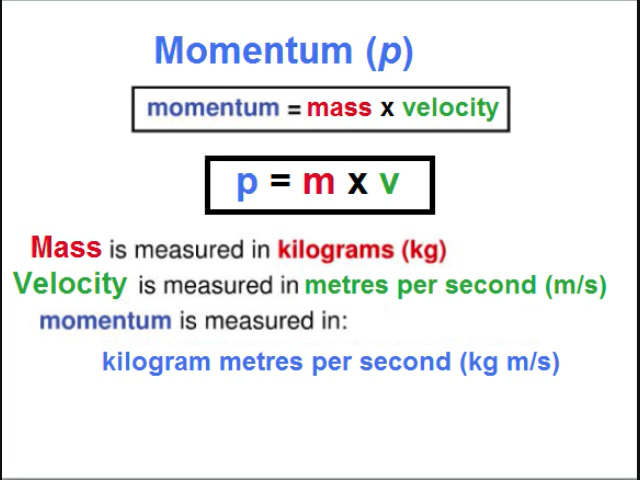 Momentum (p)
momentum = mass x velocity
p = m x v
Mass is measured in kilograms (kg)
Velocity is measured in metres per second (m/s)
momentum is measured in:
kilogram metres per second (kg m/s)